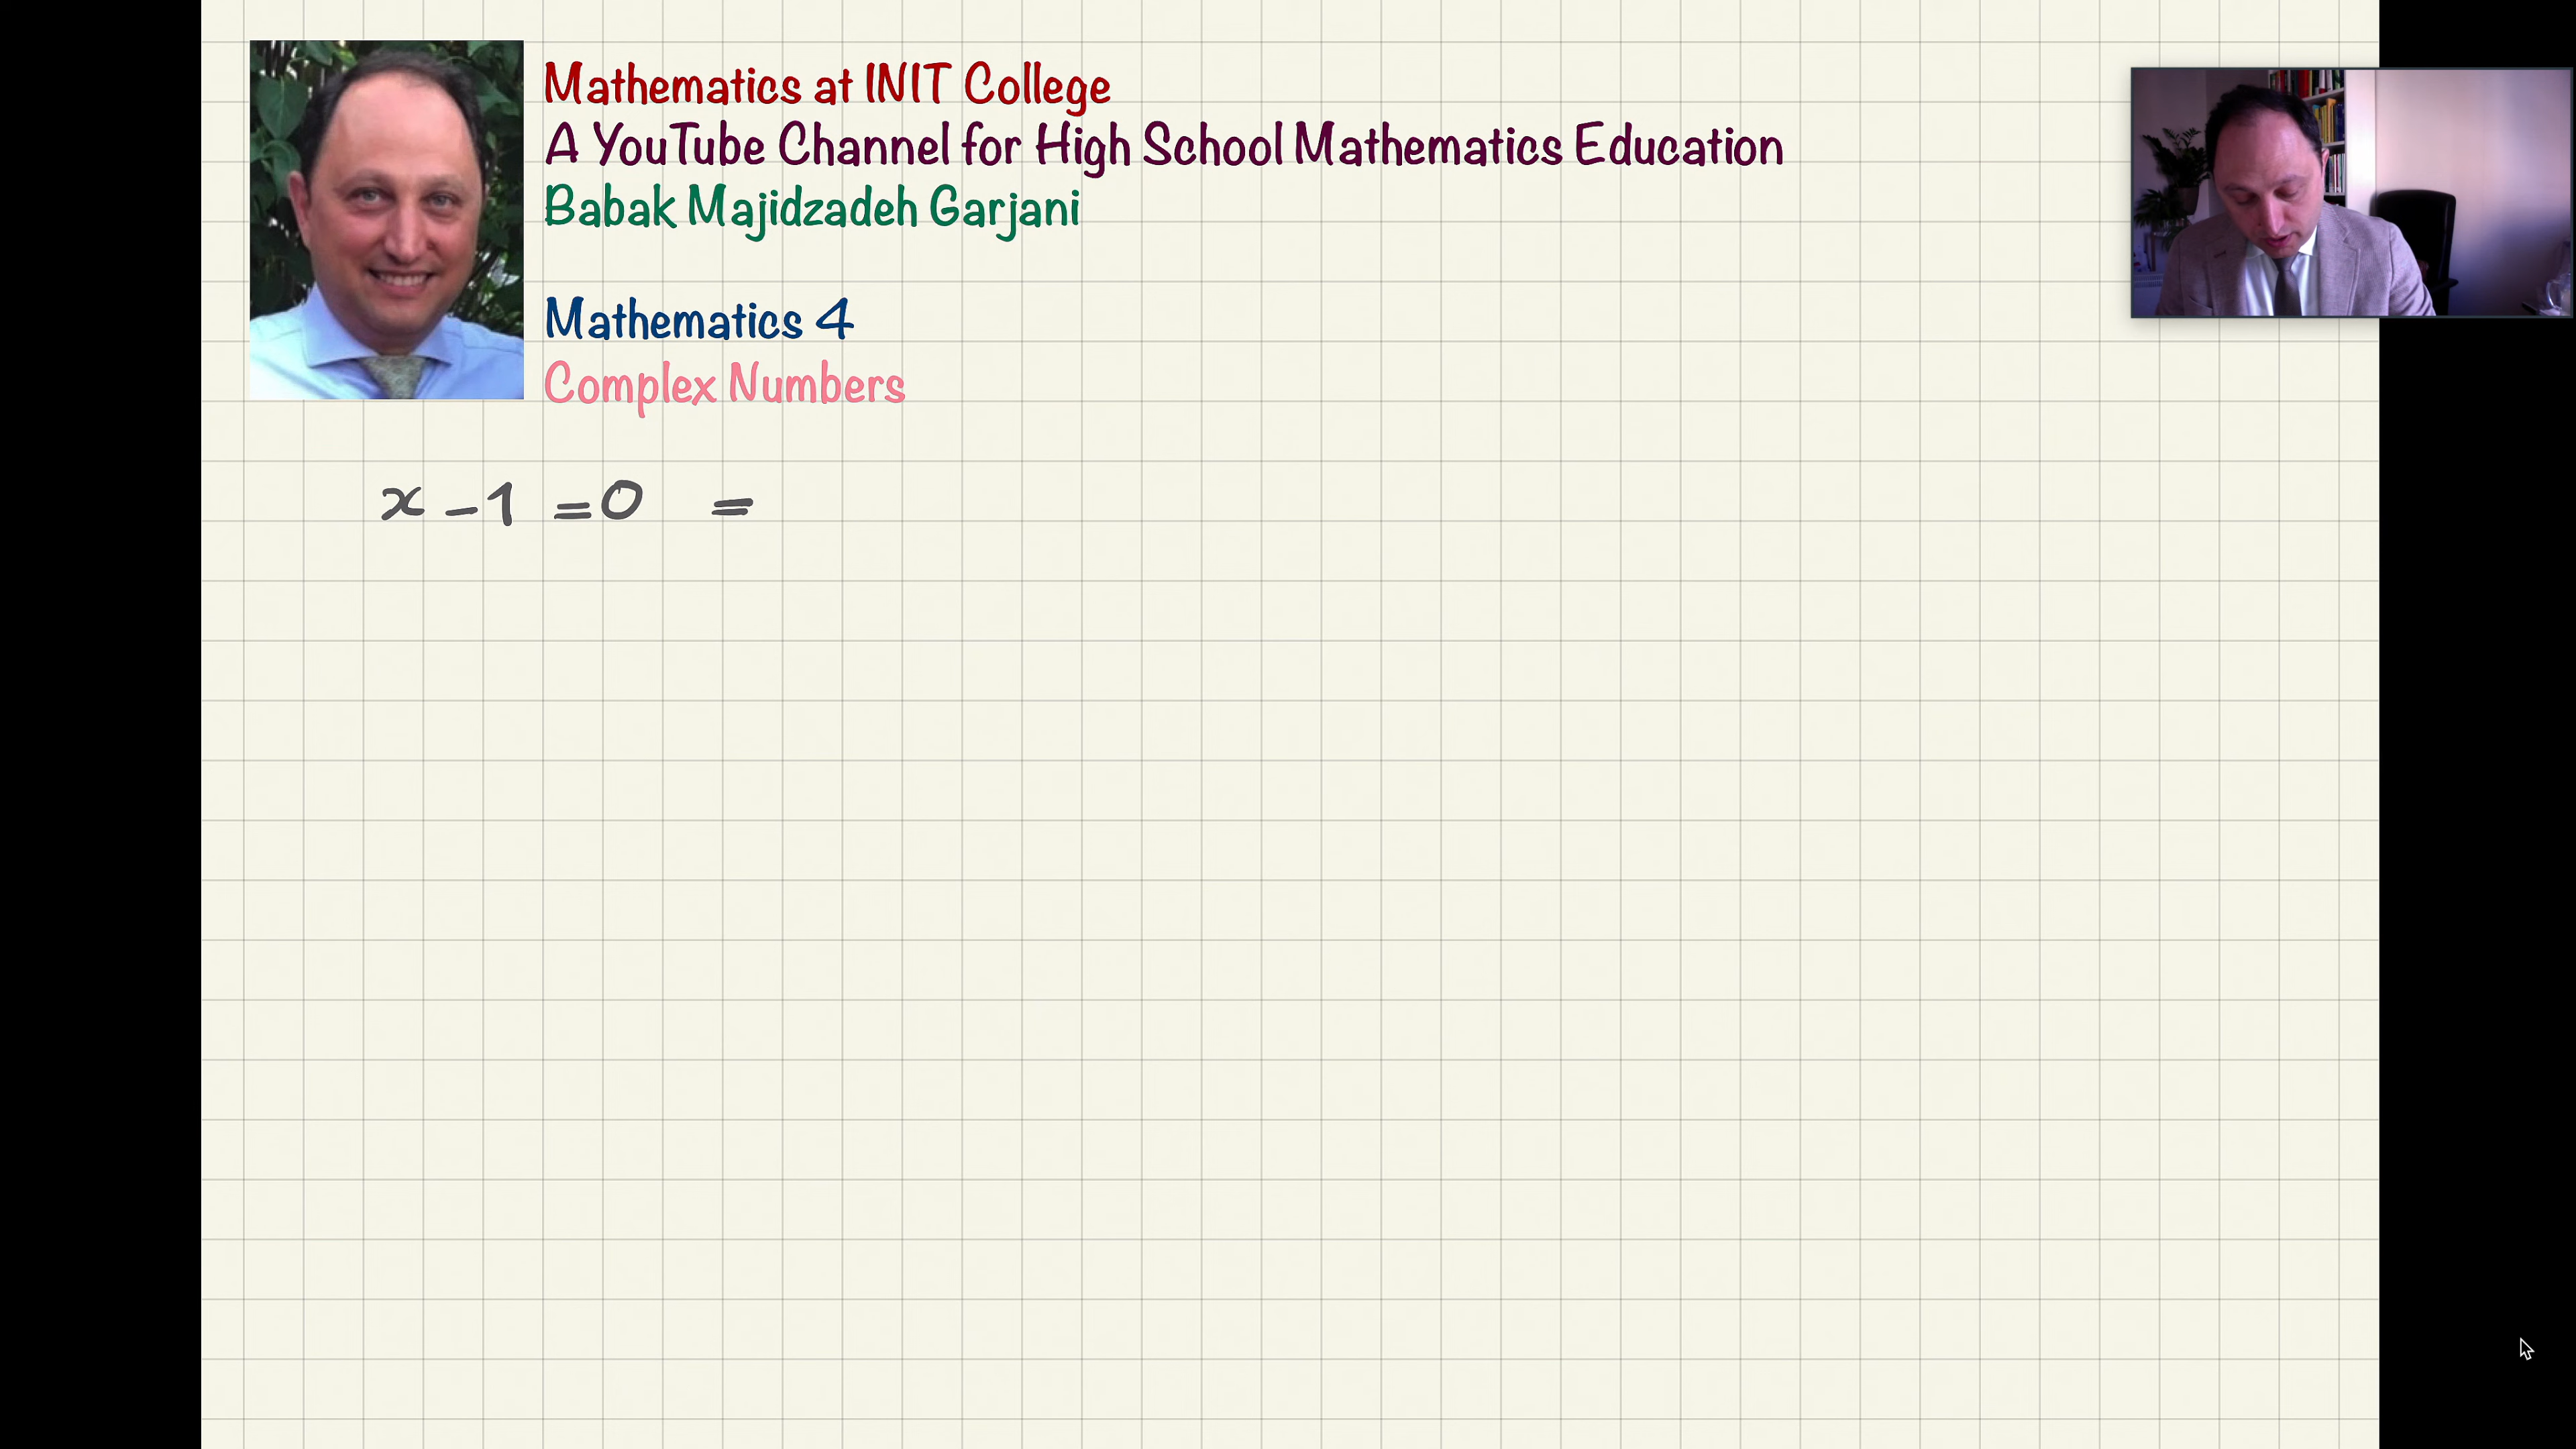 Mathematics at INIT College
A YouTube Channel for High School Mathematics Education
Babak Majidzadeh Garjani
Mathematics 4
Complex Numbers
x - 1 = 0 =